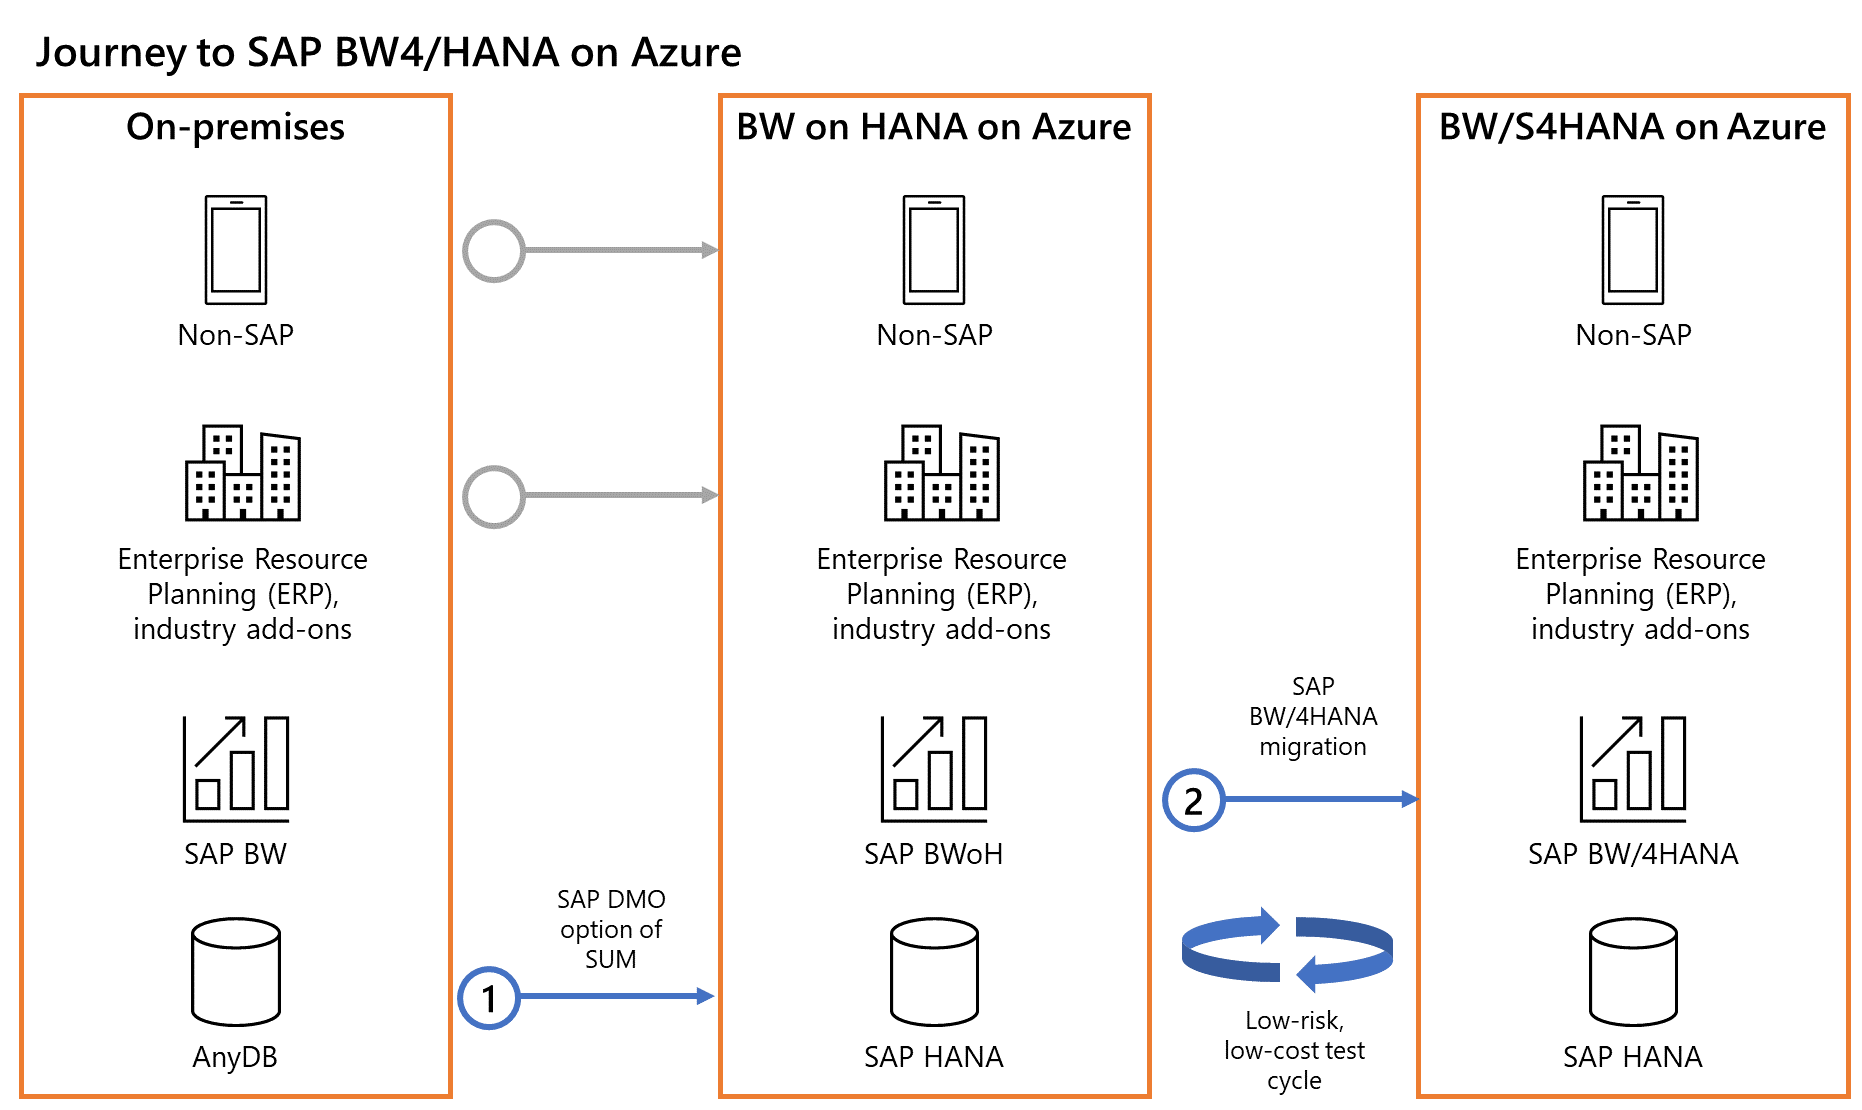 Journey to SAP BW4/HANA on Azure
On-premises
Non-SAP
Enterprise Resource
Planning (ERP),
industry add-ons
SAP BW
AnyDB
SAP DMO
option of
SUM
1
BW on HANA on Azure
Non-SAP
Enterprise Resource
Planning (ERP),
industry add-ons
SAP BWoH
SAP HANA
SAP
BW/4HANA
migration
2
Low-risk,
low-cost test
cycle
BW/S4HANA on Azure
Non-SAP
Enterprise Resource
Planning (ERP),
industry add-ons
SAP BW/4HANA
SAP HANA